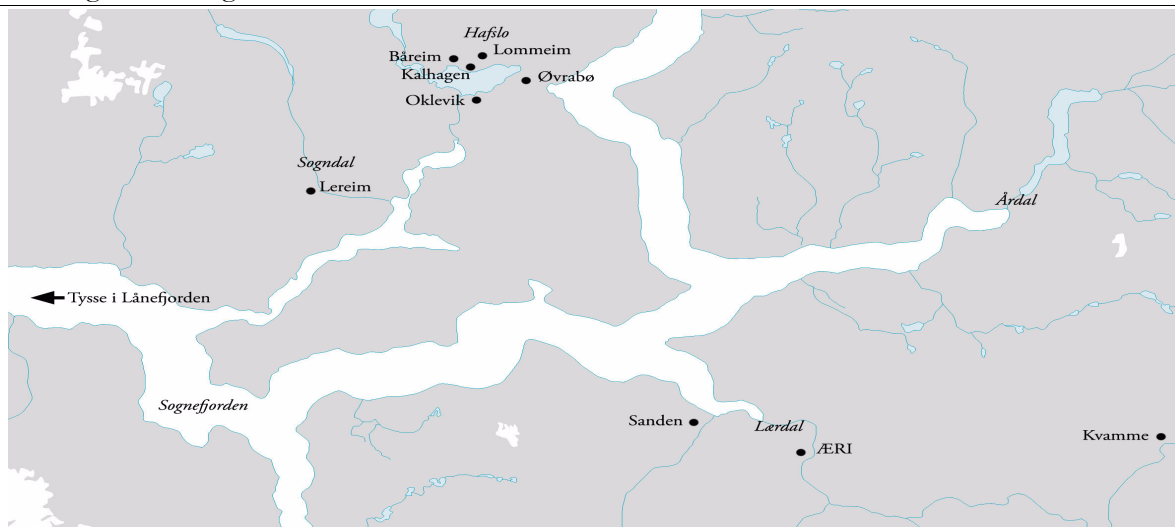 Hafslo
Lommeim
Båreim
Kalhagen
Øvrabø
Oklevik
Sogndal
Lereim
Årdal
Tysse i Lånefjorden
Sognefjorden
Sanden
Lærdal
ÆRI
Kvamme